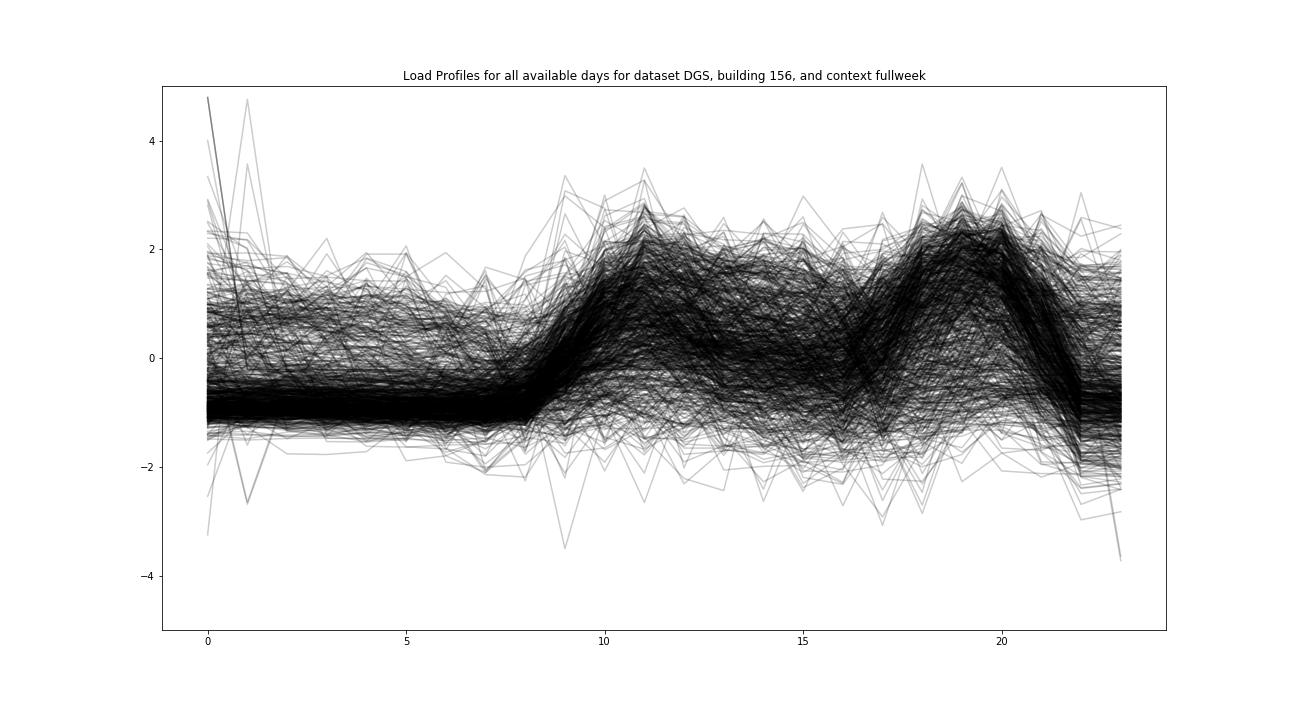 Load Profiles for all available days for dataset DGS, building 156, and context fullweek
4
2
0
−2
−4
0 5 10 15 20